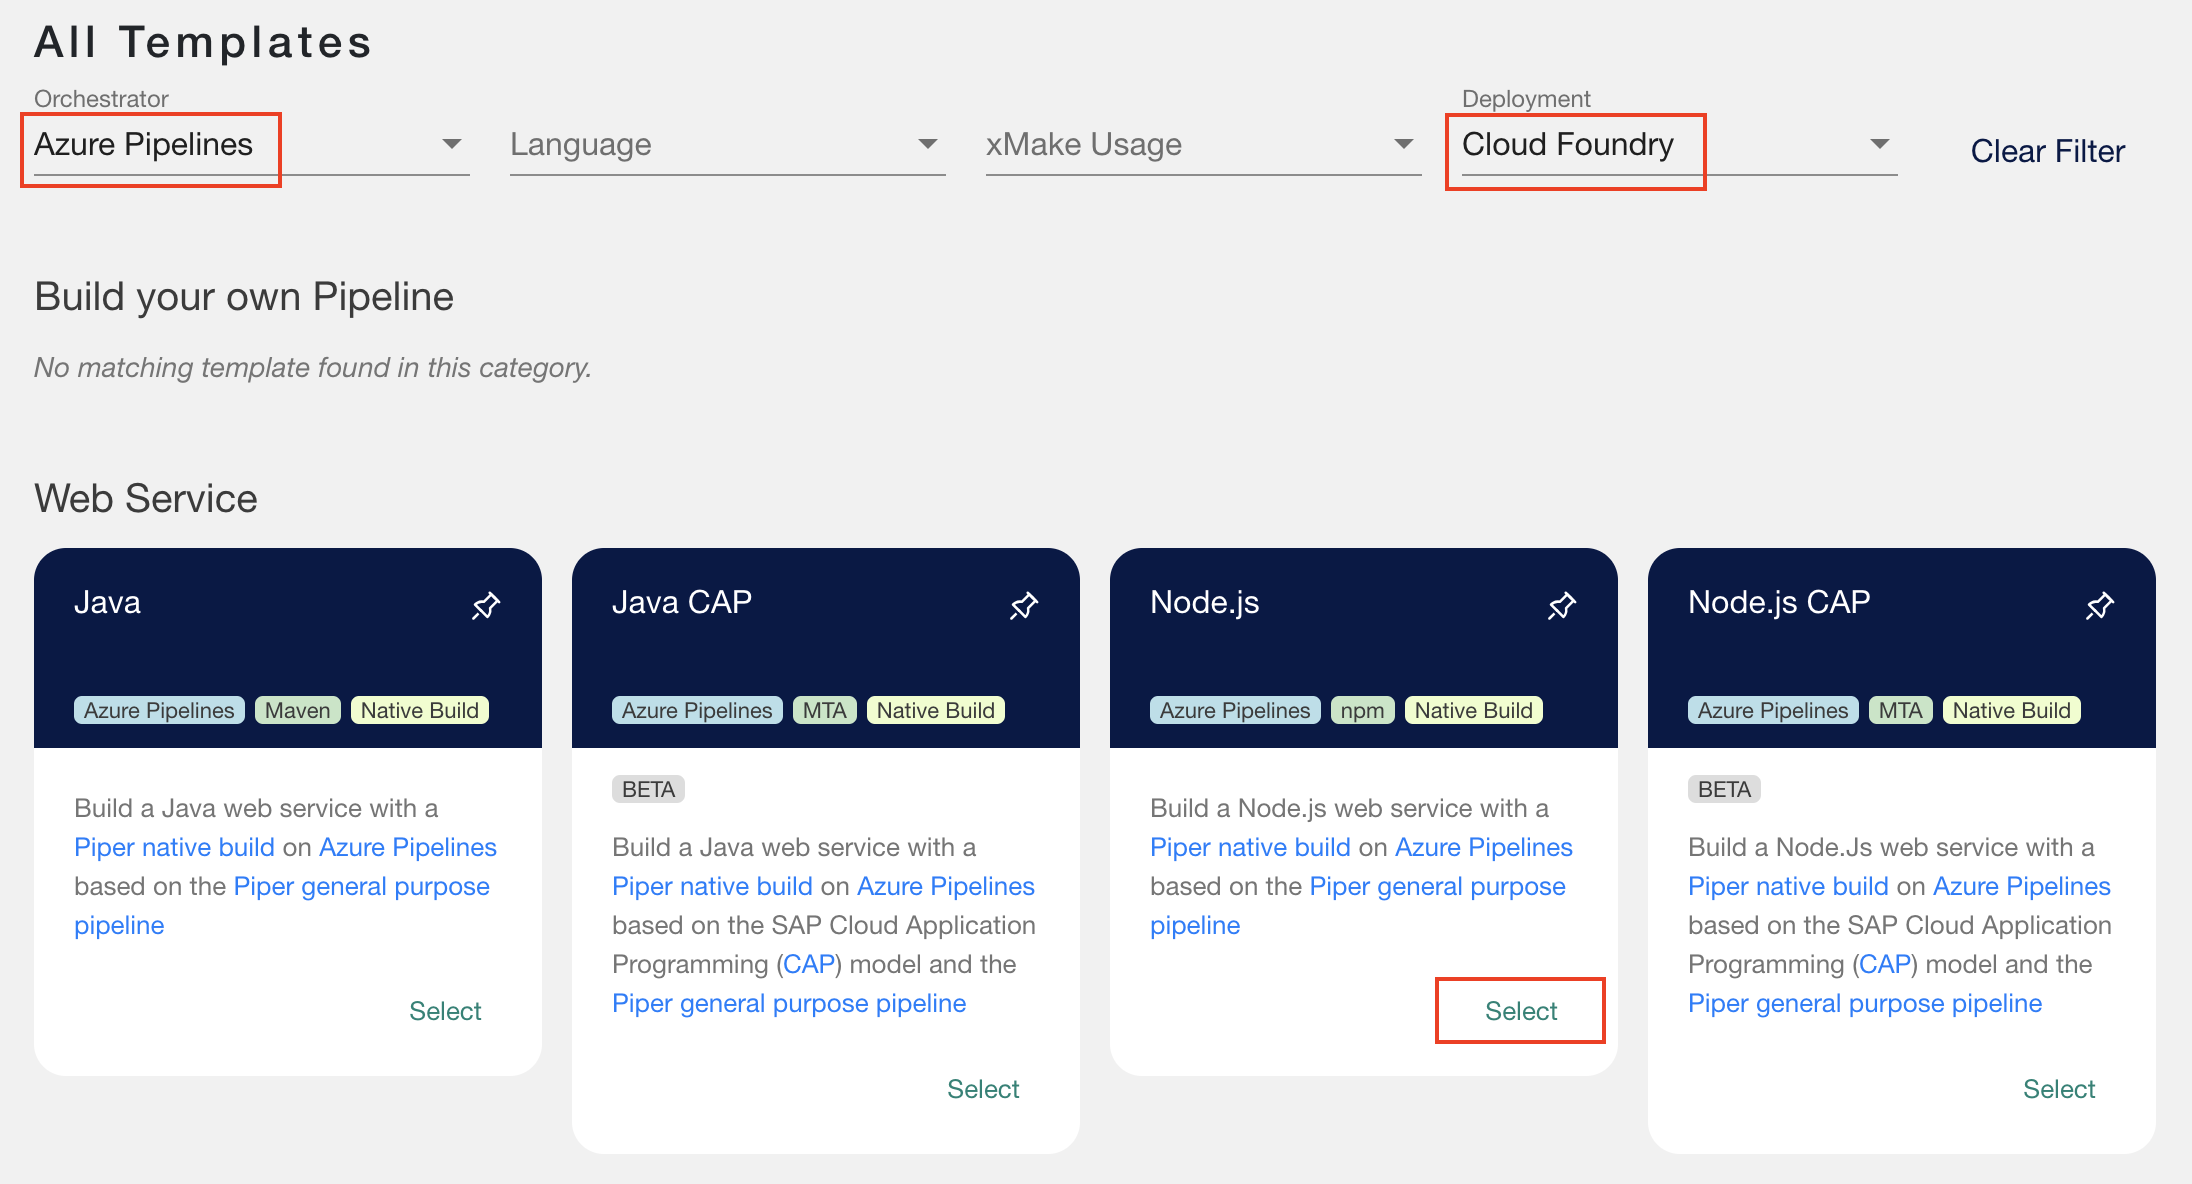 All Templates
Orchestrator
Deployment
Azure Pipelines
Language
xMake Usage
Cloud Foundry
Clear Filter
Build your own Pipeline
No matching template found in this category.
Web Service
Java
Azure Pipelines Maven Native Build
Build a Java web service with a
Piper native build on Azure Pipelines
based on the Piper general purpose
pipeline
Select
Java CAP
Azure Pipelines MTA Native Build
BETA
Build a Java web service with a
Piper native build on Azure Pipelines
based on the SAP Cloud Application
Programming (CAP) model and the
Piper general purpose pipeline
Select
Node.js
Azure Pipelines npm Native Build
Build a Node.js web service with a
Piper native build on Azure Pipelines
based on the Piper general purpose
pipeline
Select
Node.js CAP
Azure Pipelines MTA Native Build
BETA
Build a Node.Js web service with a
Piper native build on Azure Pipelines
based on the SAP Cloud Application
Programming (CAP) model and the
Piper general purpose pipeline
Select